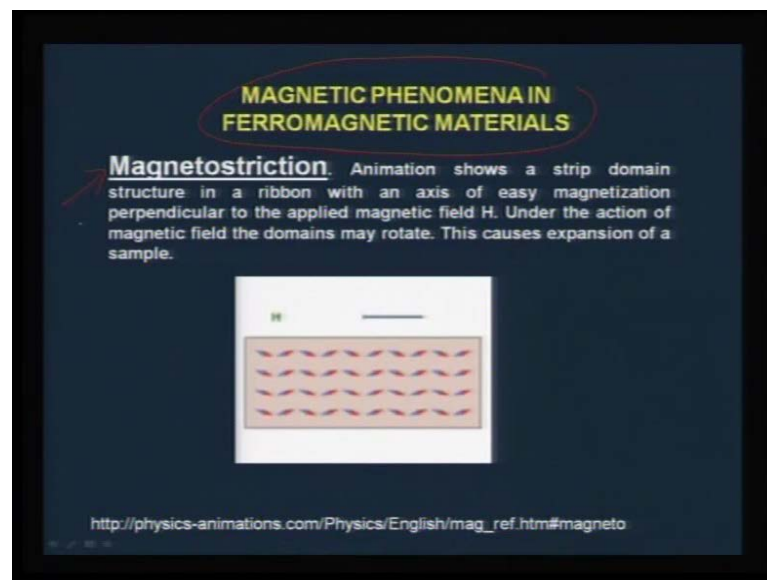 MAGNETIC PHENOMENA IN
FERROMAGNETIC MATERIALS
Magnetostriction. Animation shows a strip domain
structure in a ribbon with an axis of easy magnetization
perpendicular to the applied magnetic field H. Under the action of
magnetic field the domains may rotate. This causes expansion of a
sample.
H
http://physics-animations.com/Physics/English/mag_ref.htm#magneto